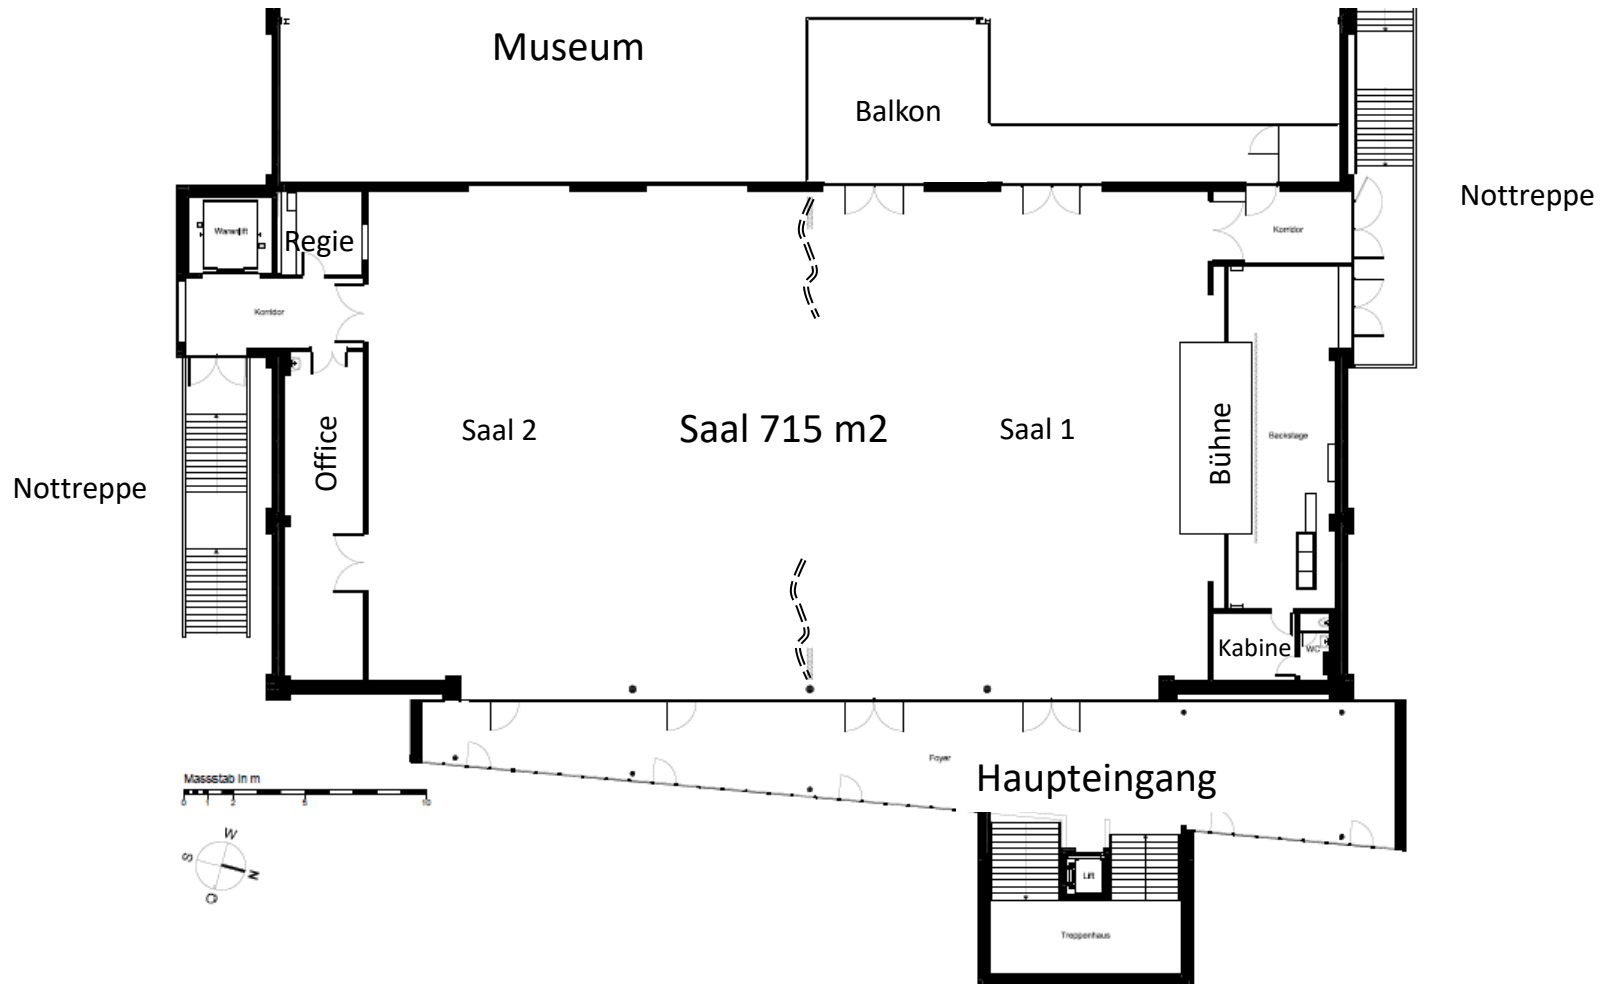 Museum
Balkon
Nottreppe
Warenlift
Regie
Korridor
Korridor
Saal 2
Saal 715 m2
Saal 1
Office
Bühne
Backstage
Nottreppe
Kabine
WC
Foyer
Haupteingang
Massstab in m
0 1 2 5 10
W
S
N
O
Lift
Treppenhaus